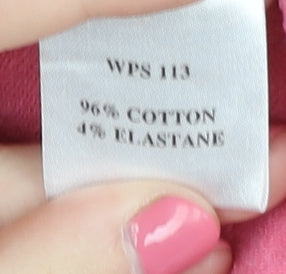 WPS 113
96% COTTON
4% ELASTANE